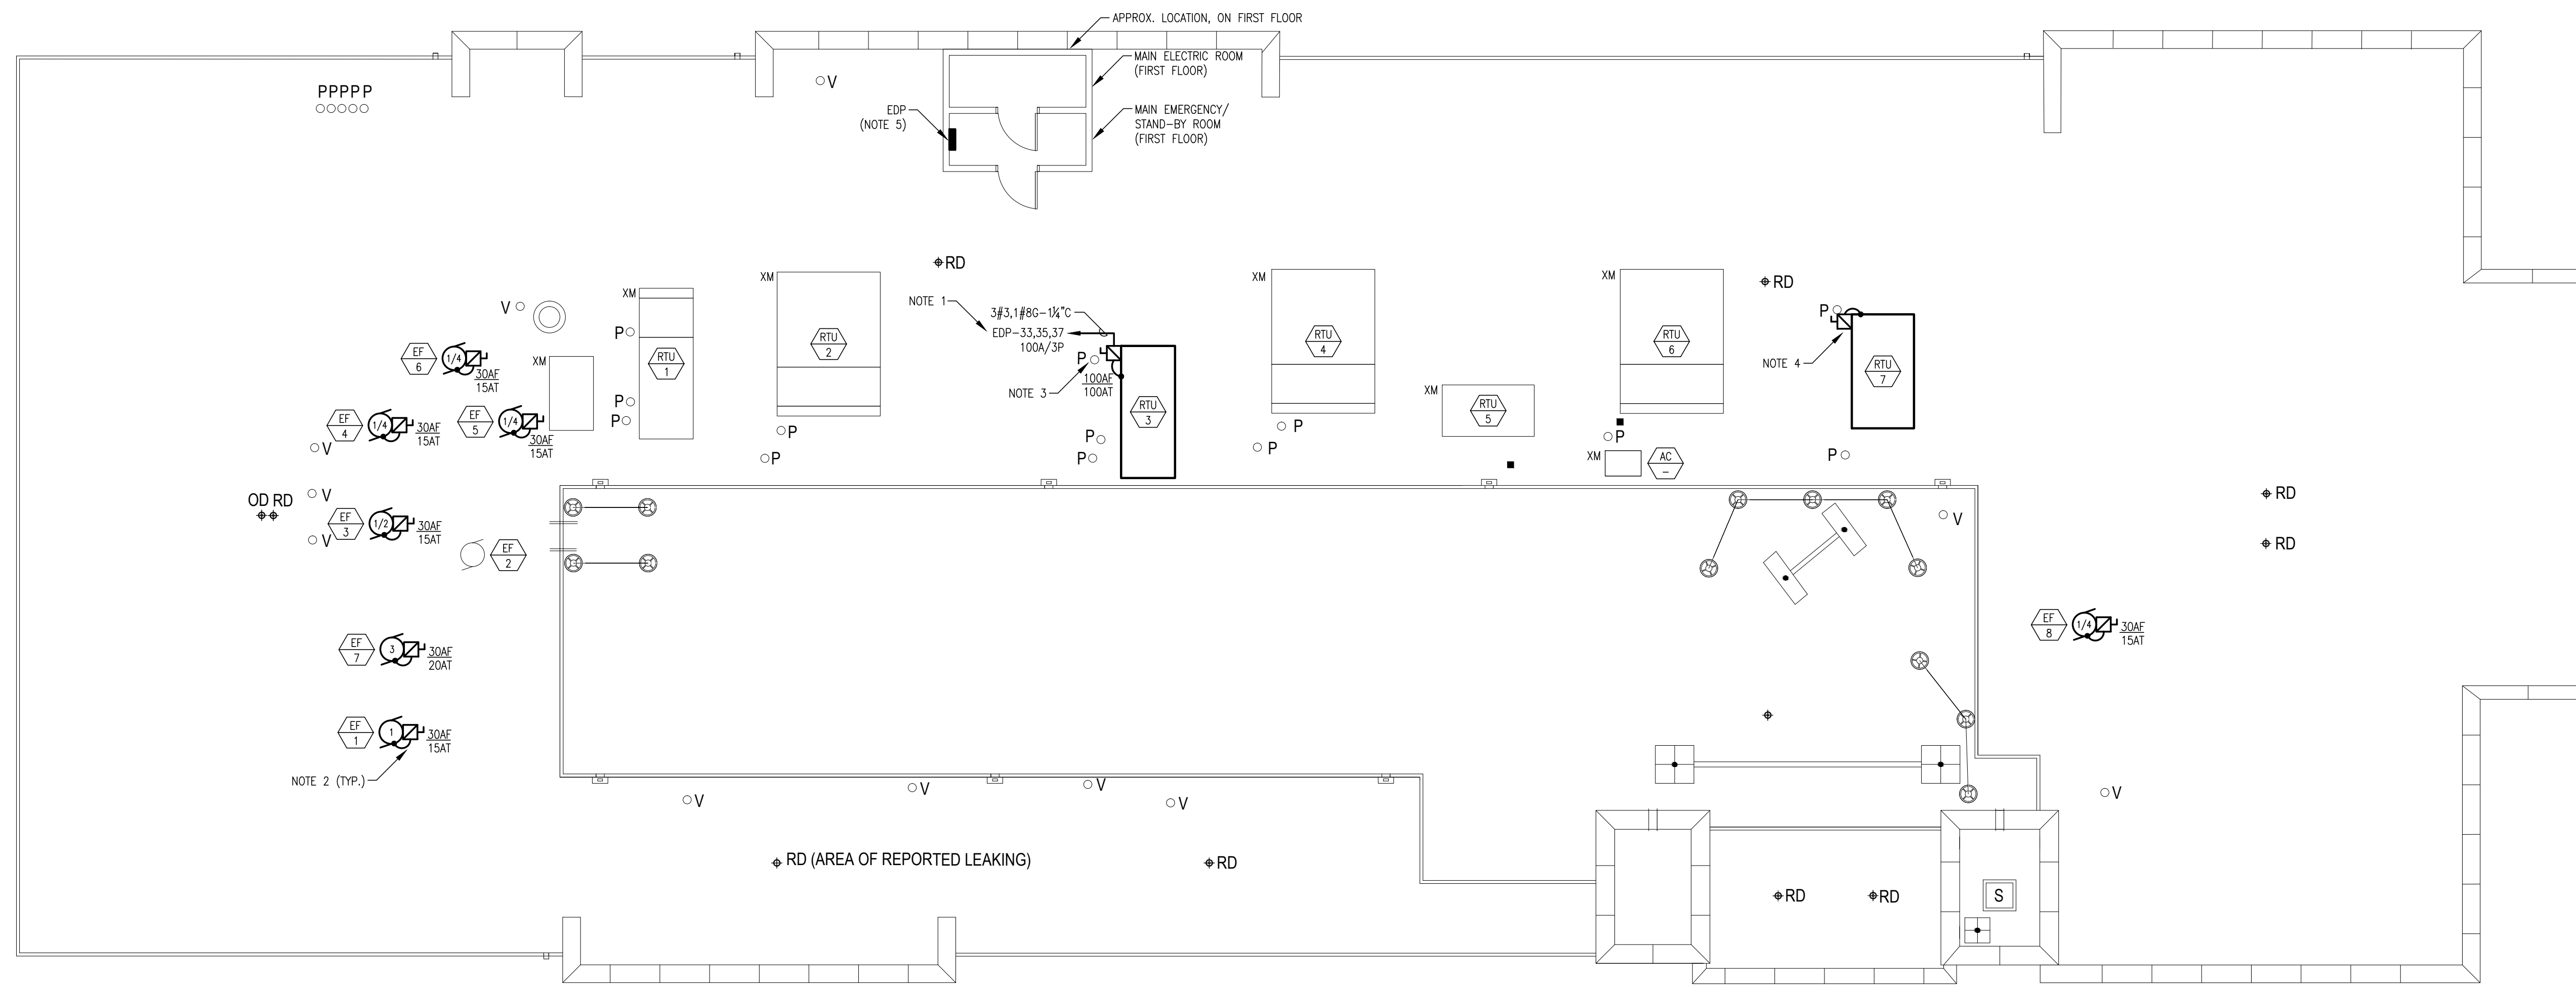 APPROX. LOCATION, ON FIRST FLOOR
MAIN ELECTRIC ROOM
(FIRST FLOOR)
MAIN EMERGENCY/
STAND-BY ROOM
(FIRST FLOOR)
EDP
(NOTE 5)
V
PPPPP
RD
RD
XM
XM
XM
XM
V
P
RTU
1
RTU
2
NOTE 1
3#3,1#8G-1¼"C
EDP-33,35,37
100A/3P
P
NOTE 3
100AF
100AT
RTU
3
RTU
4
RTU
6
P
NOTE 4
RTU
7
EF
6
1/4
30AF
15AT
XM
P
P
EF
4
1/4
30AF
15AT
EF
5
1/4
30AF
15AT
V
P
P
P
P
P
P
XM
RTU
5
P
XM
AC
-
P
OD RD
V
EF
3
1/2
30AF
15AT
V
EF
2
V
RD
RD
EF
7
3
30AF
20AT
EF
8
1/4
30AF
15AT
EF
1
1
30AF
15AT
NOTE 2 (TYP.)
V
V
V
V
V
RD (AREA OF REPORTED LEAKING)
RD
RD
RD
S